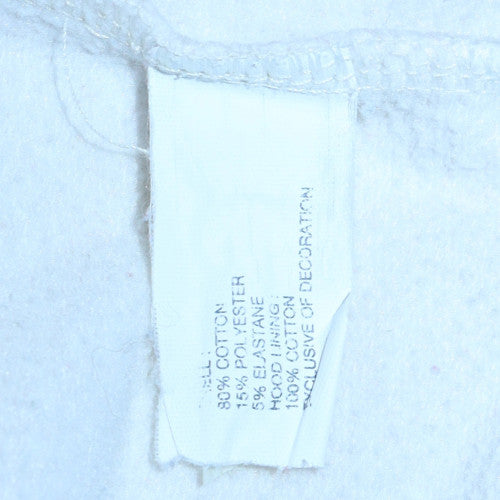 80% COTTON
15% POLYESTER
5% ELASTANE
HOOD LINING :
100% COTTON
EXCLUSIVE OF DECORATION